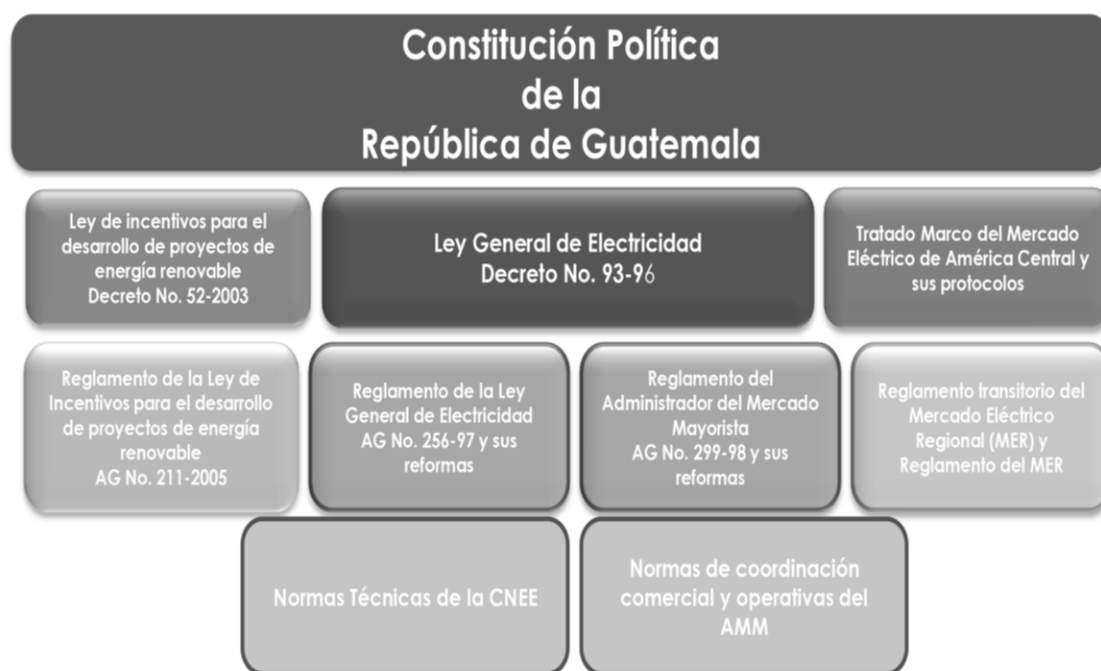 Constitución Política
de la
República de Guatemala
Ley de incentivos para el
desarrollo de proyectos de
energía renovable
Decreto No. 52-2003
Ley General de Electricidad
Decreto No. 93-96
Tratado Marco del Mercado
Eléctrico de América Central y
sus protocolos
Reglamento de la Ley de
Incentivos para el desarrollo
de proyectos de energía
renovable
AG No. 211-2005
Reglamento de la Ley
General de Electricidad
AG No. 256-97 y sus
reformas
Reglamento del
Administrador del Mercado
Mayorista
AG No. 299-98 y sus
reformas
Reglamento transitorio del
Mercado Eléctrico
Regional (MER) y
Reglamento del MER
Normas Técnicas de la CNEE
Normas de coordinación
comercial y operativas del
AMM